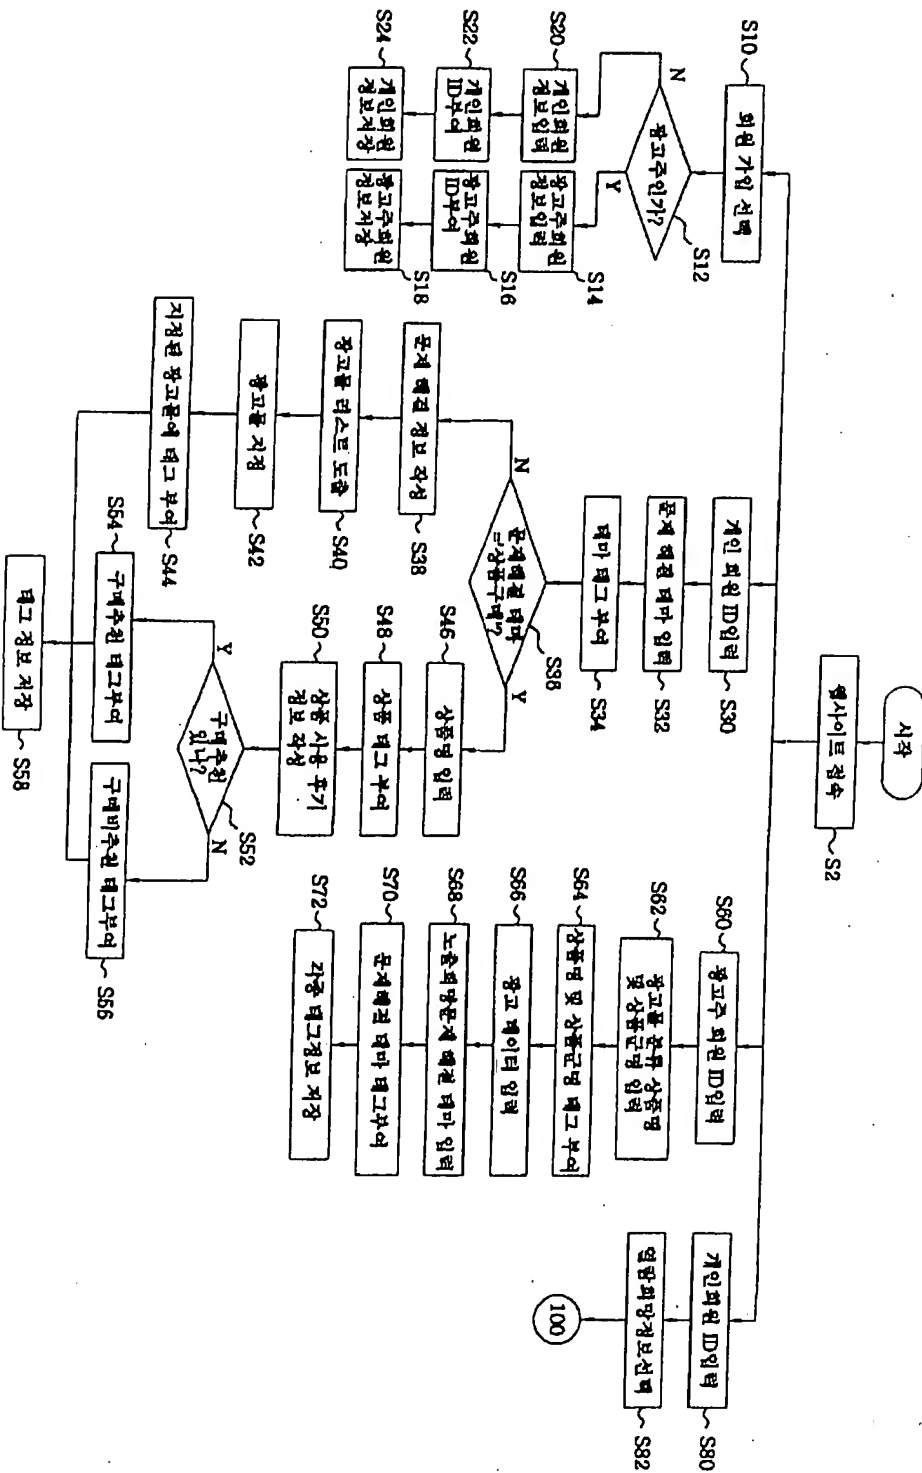 시작
웹사이트 접속
S2
회원 가입 선택
S10
광고주인가?
S12
N
Y
개인회원
정보입력
S20
개인회원
ID부여
S22
개인회원
정보저장
S24
광고주회원
정보입력
S14
광고주회원
ID부여
S16
광고주회원
정보저장
S18
개인 회원 ID입력
S30
문제 해결 테마 입력
S32
테마 태그 부여
S34
문제해결 테마
=상품구매?
S36
N
Y
문제 해결 정보 작성
S38
광고물 리스트 도출
S40
광고물 지정
S42
지정된 광고물에 태그 부여
S44
상품명 입력
S46
상품 태그 부여
S48
상품 사용 후기
정보 작성
S50
구매추천
있나?
S52
Y
N
구매추천 태그부여
S54
구매비추천 태그부여
S56
태그 정보 저장
S58
광고주 회원 ID입력
S60
광고물 분류 상품명
및 상품군명 입력
S62
상품명 및 상품군명 태그 부여
S64
광고 데이터 입력
S66
노출희망문제 해결 테마 입력
S68
문제해결 테마 태그부여
S70
각종 태그정보 저장
S72
개인회원 ID입력
S80
열람희망정보선택
S82
100